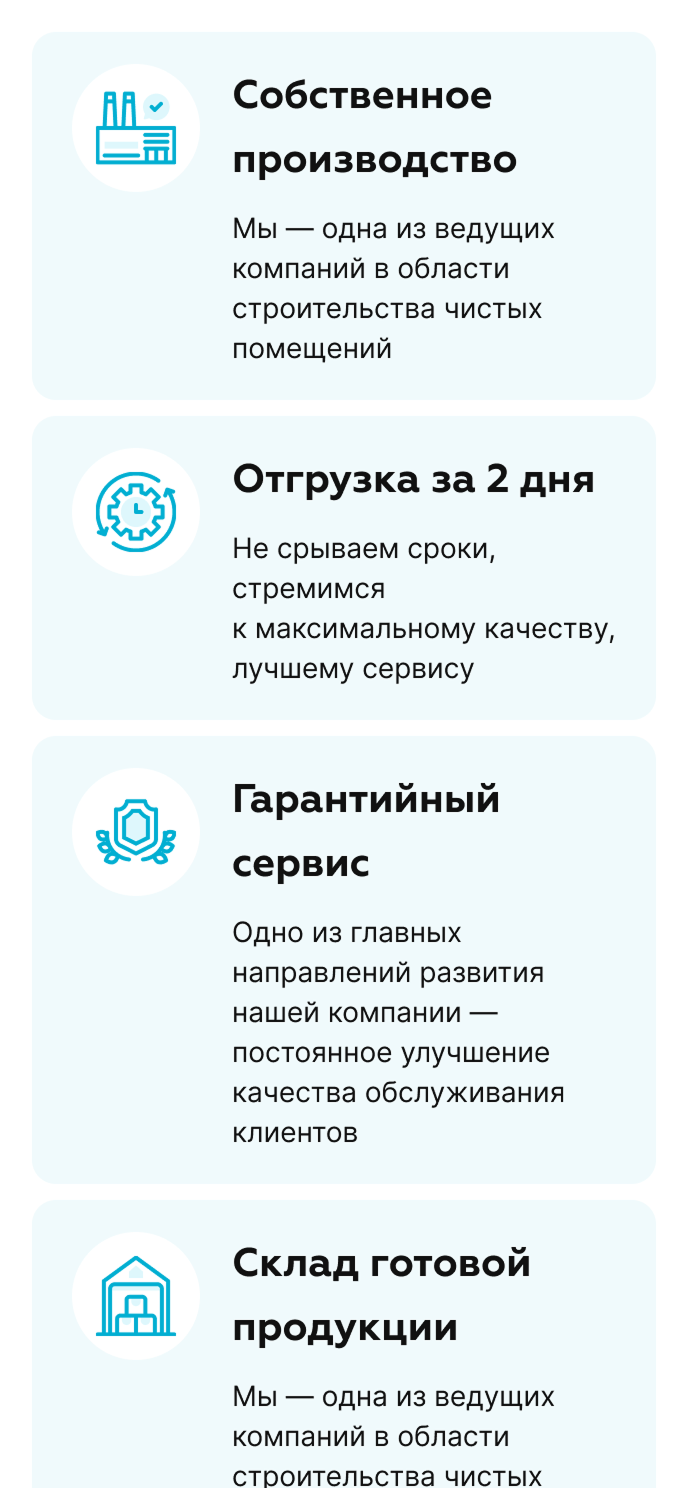 Собственное
производство
Мы — одна из ведущих
компаний в области
строительства чистых
помещений
Отгрузка за 2 дня
Не срываем сроки,
стремимся
к максимальному качеству,
лучшему сервису
Гарантийный
сервис
Одно из главных
направлений развития
нашей компании —
постоянное улучшение
качества обслуживания
клиентов
Склад готовой
продукции
Мы — одна из ведущих
компаний в области
строительства чистых